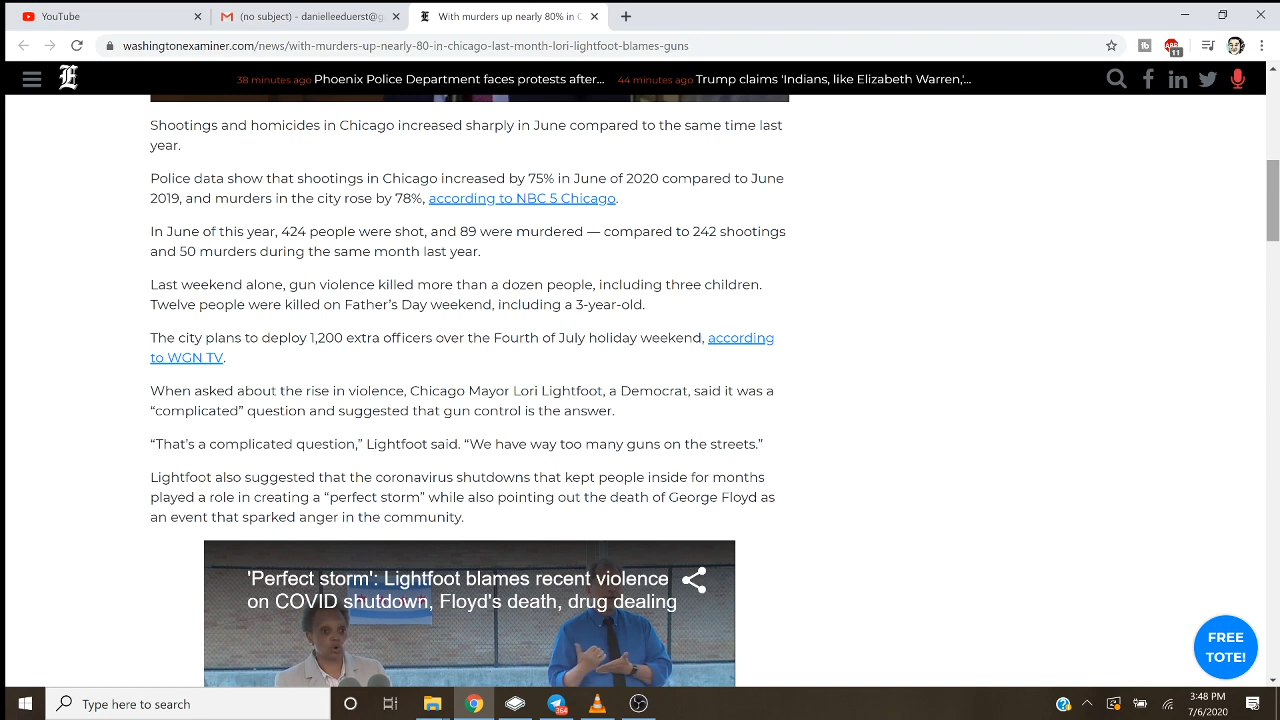 YouTube
(no subject) - danielleeduerst@g
With murders up nearly 80% in C
washingtonexaminer.com/news/with-murders-up-nearly-80-in-chicago-last-month-lori-lightfoot-blames-guns
tb
ABP
11
E
38 minutes ago Phoenix Police Department faces protests after... 44 minutes ago Trump claims 'Indians, like Elizabeth Warren,'...
Shootings and homicides in Chicago increased sharply in June compared to the same time last
year.
Police data show that shootings in Chicago increased by 75% in June of 2020 compared to June
2019, and murders in the city rose by 78%, according to NBC 5 Chicago.
In June of this year, 424 people were shot, and 89 were murdered — compared to 242 shootings
and 50 murders during the same month last year.
Last weekend alone, gun violence killed more than a dozen people, including three children.
Twelve people were killed on Father's Day weekend, including a 3-year-old.
The city plans to deploy 1,200 extra officers over the Fourth of July holiday weekend, according
to WGN TV.
When asked about the rise in violence, Chicago Mayor Lori Lightfoot, a Democrat, said it was a
“complicated” question and suggested that gun control is the answer.
“That's a complicated question,” Lightfoot said. “We have way too many guns on the streets.”
Lightfoot also suggested that the coronavirus shutdowns that kept people inside for months
played a role in creating a “perfect storm” while also pointing out the death of George Floyd as
an event that sparked anger in the community.
'Perfect storm': Lightfoot blames recent violence
on COVID shutdown, Floyd's death, drug dealing
FREE
TOTE!
Type here to search
364
3:48 PM
7/6/2020